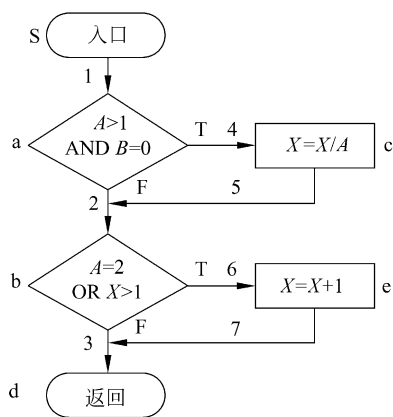 S 入口
1
a A>1 T 4 X=X/A c
AND B=0
F 5
2
b A=2 T 6 X=X+1 e
OR X>1
F 7
3
d 返回